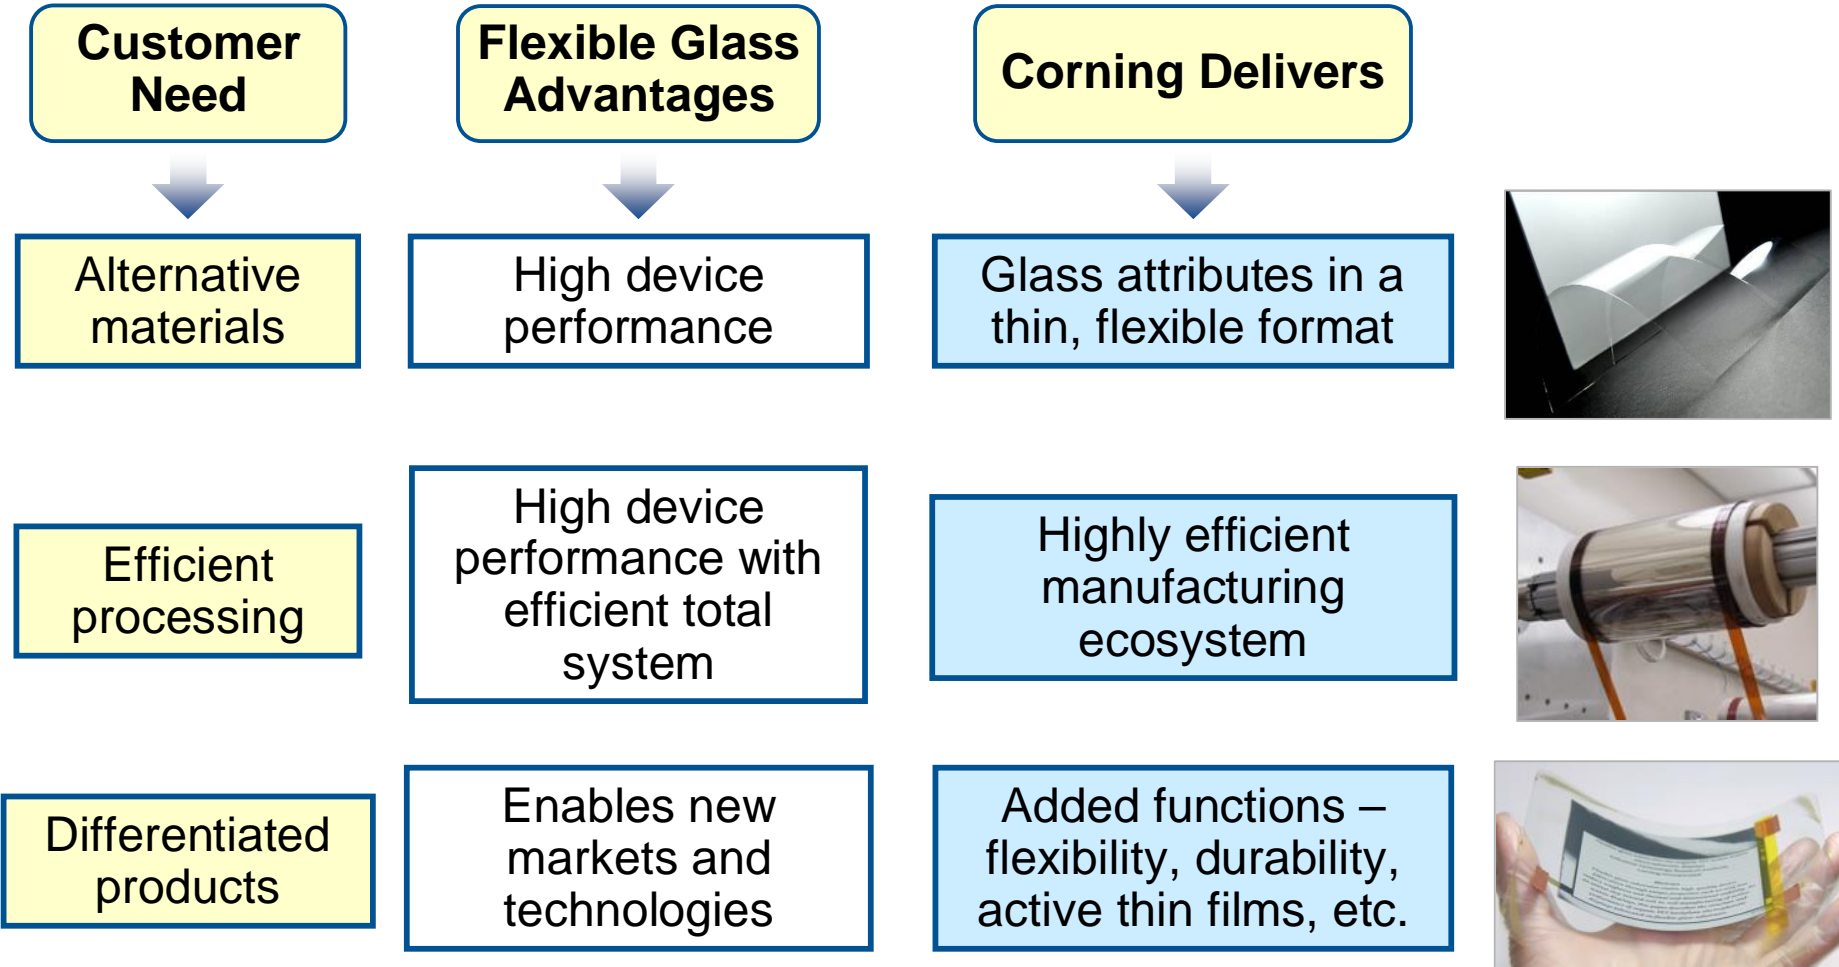 Customer
Need
Flexible Glass
Advantages
Corning Delivers
Alternative
materials
High device
performance
Glass attributes in a
thin, flexible format
Efficient
processing
High device
performance with
efficient total
system
Highly efficient
manufacturing
ecosystem
Differentiated
products
Enables new
markets and
technologies
Added functions –
flexibility, durability,
active thin films, etc.